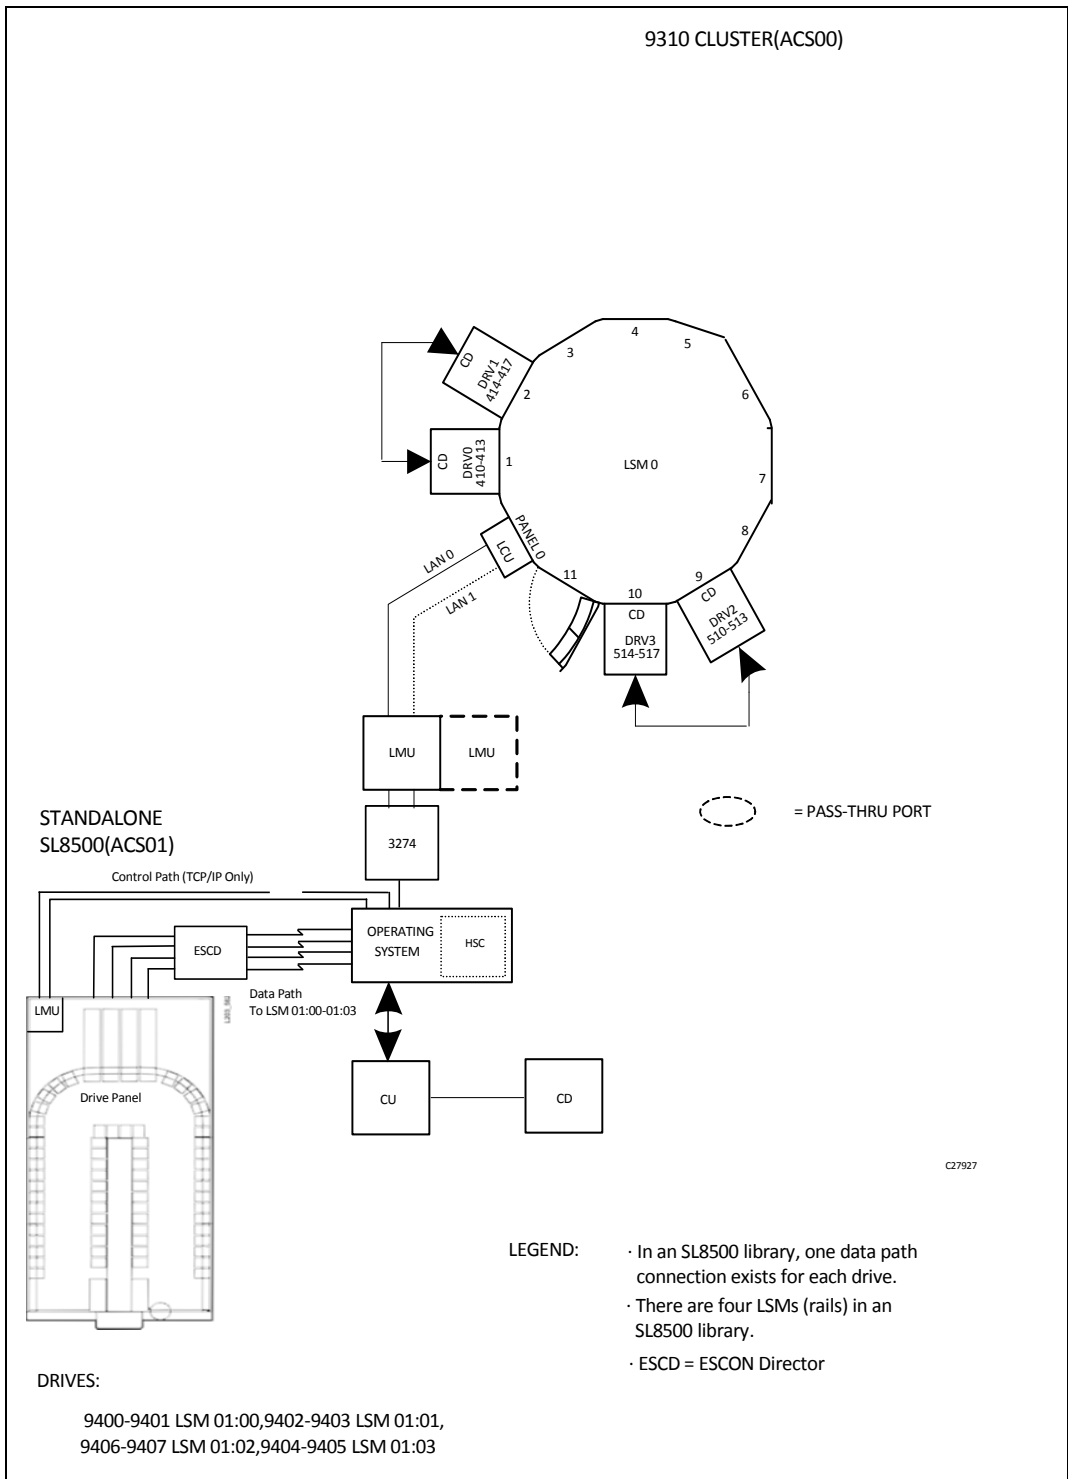 9310 CLUSTER(ACS00)
4
3
5
CD
DRV1
414-417
2
6
CD
DRV0
410-413
1
LSM 0
7
PANEL 0
LCU
8
LAN 0
LAN 1
11
10
9
CD
DRV3
514-517
CD
DRV2
510-513
LMU
LMU
= PASS-THRU PORT
STANDALONE
SL8500(ACS01)
3274
Control Path (TCP/IP Only)
ESCD
OPERATING
SYSTEM
HSC
LMU
Data Path
To LSM 01:00-01:03
Drive Panel
CU
CD
C27927
LEGEND:
· In an SL8500 library, one data path
connection exists for each drive.
· There are four LSMs (rails) in an
SL8500 library.
· ESCD = ESCON Director
DRIVES:
9400-9401 LSM 01:00,9402-9403 LSM 01:01,
9406-9407 LSM 01:02,9404-9405 LSM 01:03